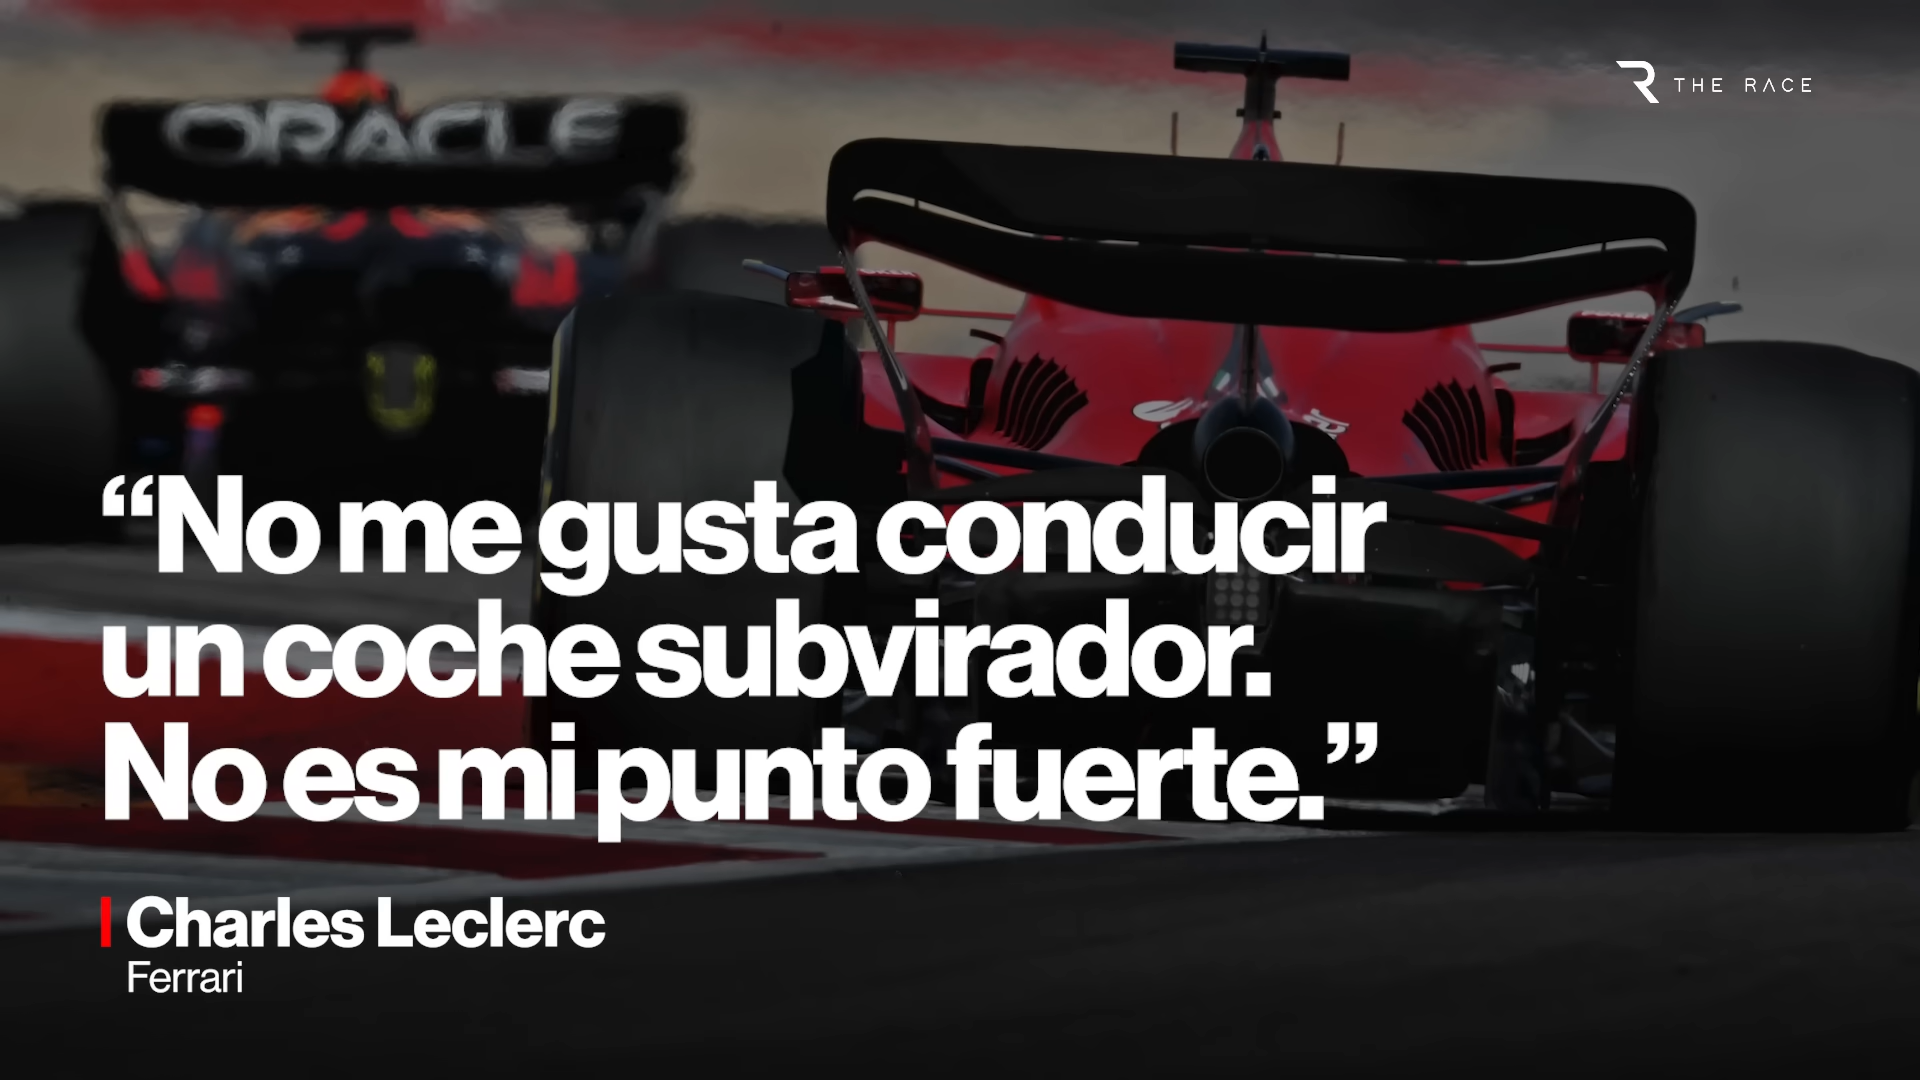 ORACLE
THE RACE
“No me gusta conducir
un coche subvirador.
No es mi punto fuerte.”
Charles Leclerc
Ferrari